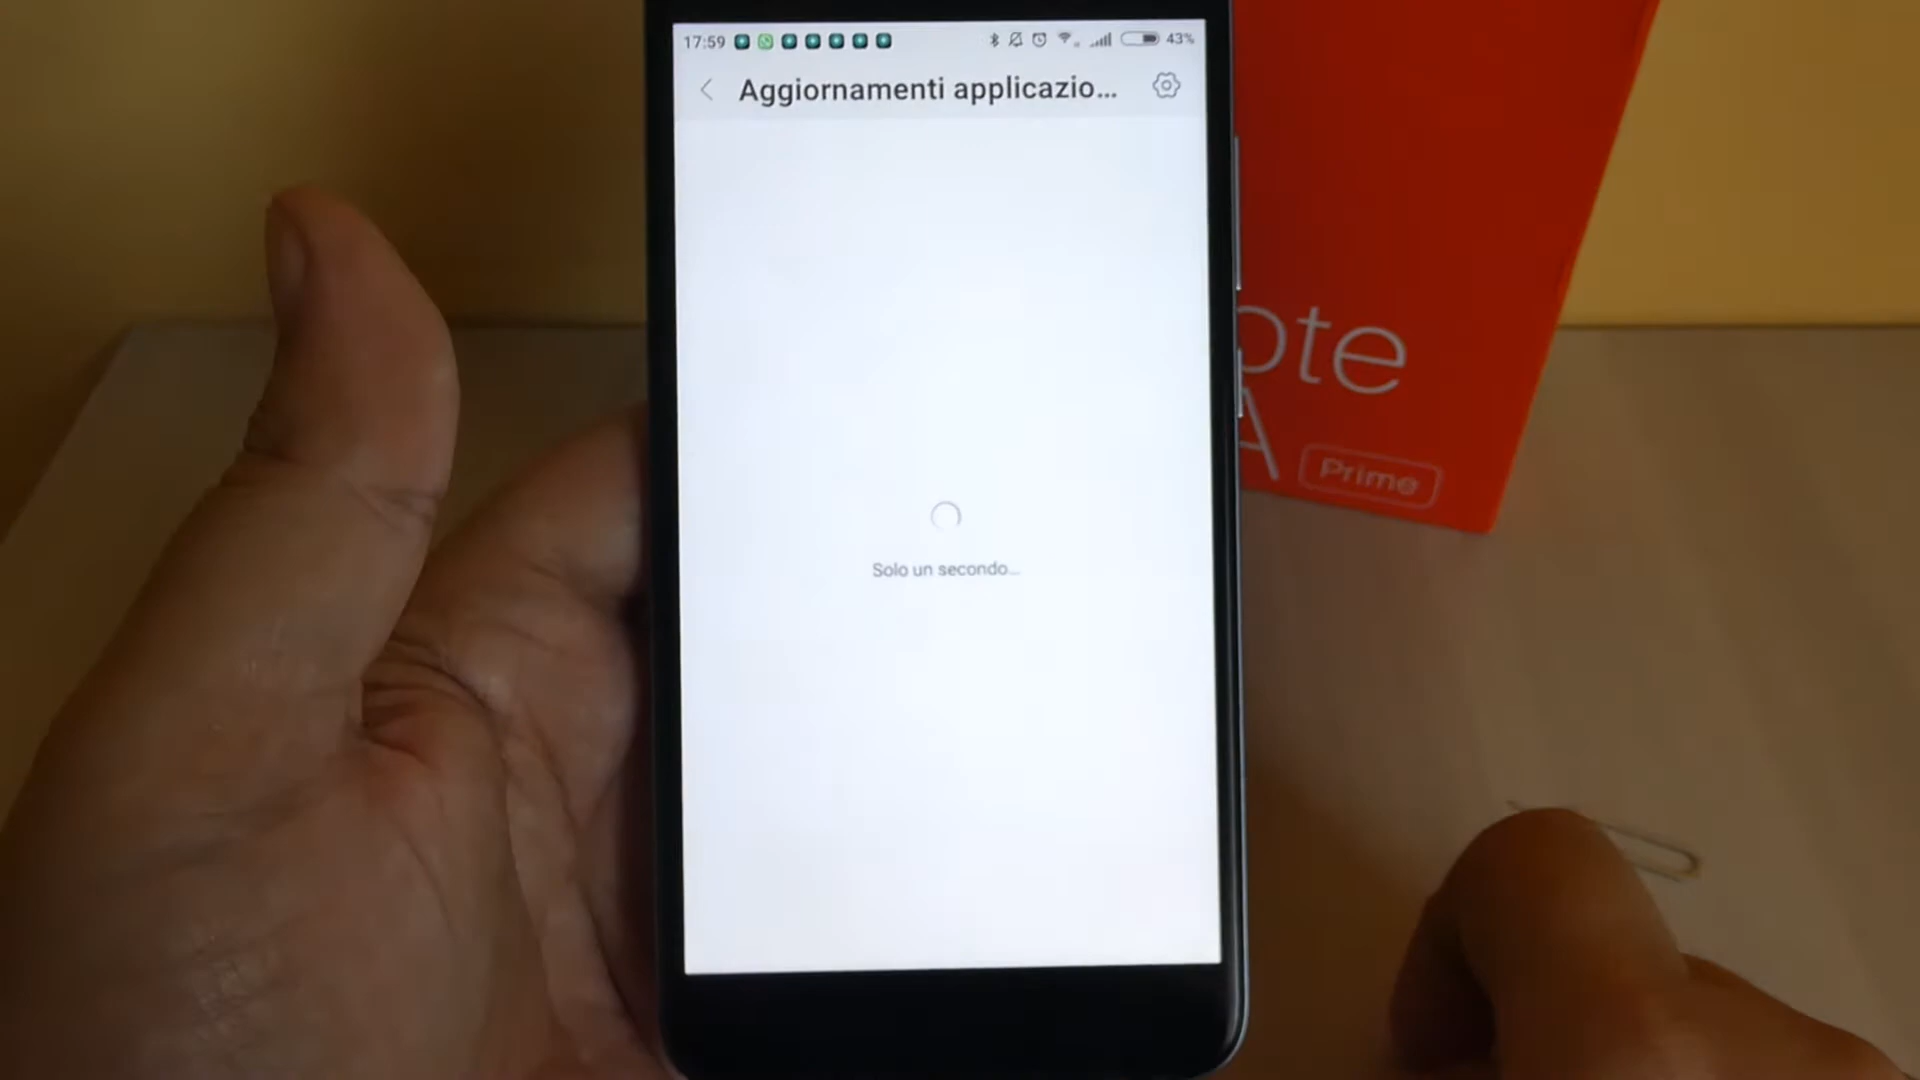 17:59 43%
Aggiornamenti applicazio...
Solo un secondo...
ote
A Prime